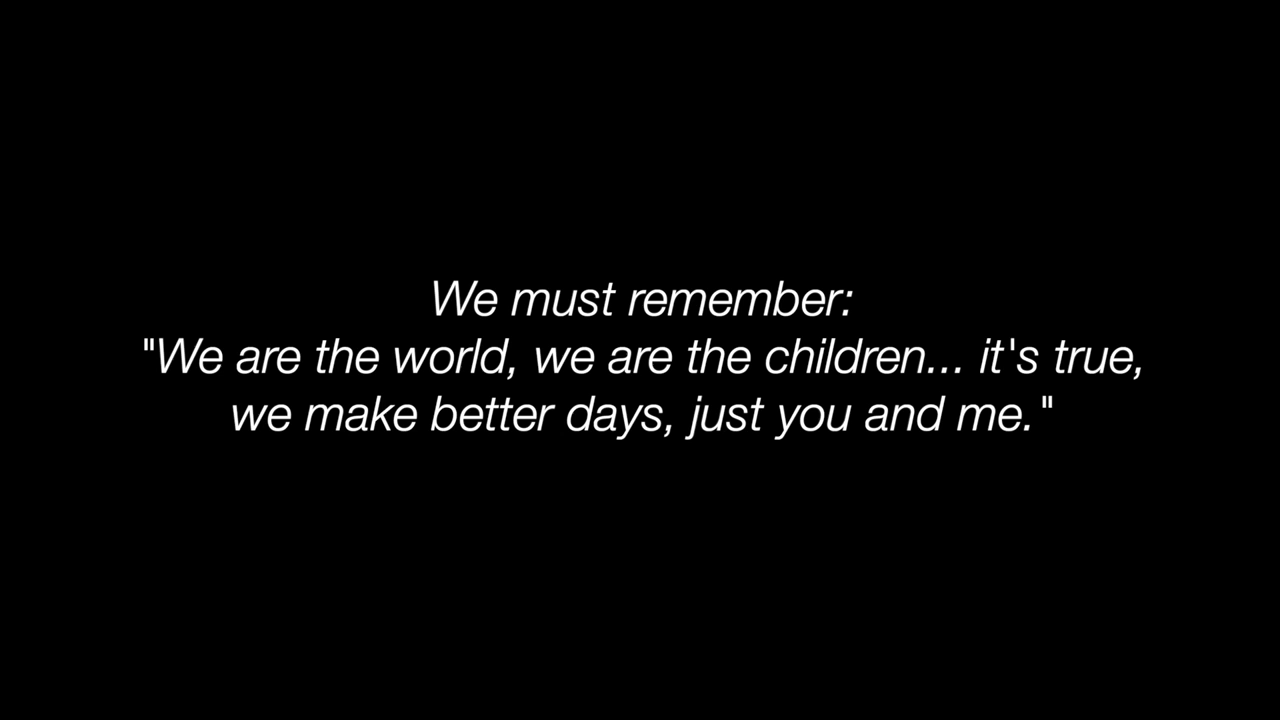 We must remember:
"We are the world, we are the children... it's true,
we make better days, just you and me."